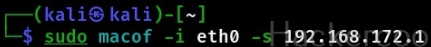 ┌──(kali㉿kali)-[~]
└─$ sudo macof -i eth0 -s 192.168.172.1